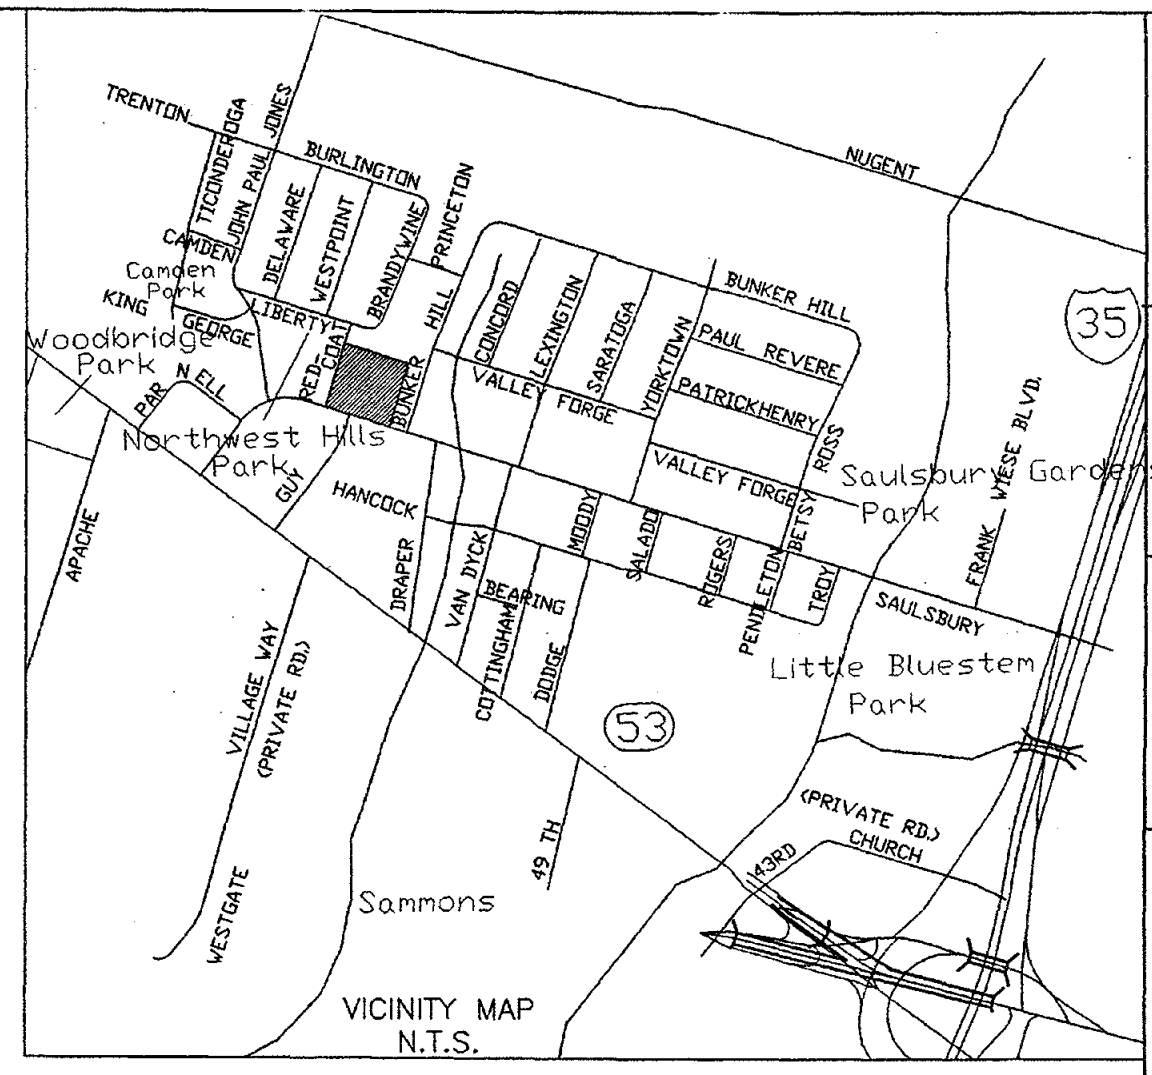 TRENTON
TICONDEROGA
JOHN PAUL JONES
BURLINGTON
PRINCETON
NUGENT
CAMDEN
DELAWARE
WESTPOINT
BRANDYWINE
Camden
Park
KING
GEORGE
LIBERTY
RED-
COAT
BUNKER HILL
CONCORD
LEXINGTON
SARATOGA
YORKTOWN
BUNKER HILL
PAUL REVERE
35
Woodbridge
Park
PAR N ELL
VALLEY FORGE
PATRICKHENRY
Northwest Hills
Park
GUY
HANCOCK
VALLEY FORGE
BETSY ROSS
Saulsbury Gardens
Park
FRANK WIESE BLVD.
APACHE
DRAPER
VAN DYCK
MOODY
SALADO
ROGERS
PENDLETON
TROY
BEARING
COTTINGHAM
DODGE
SAULSBURY
VILLAGE WAY
(PRIVATE RD.)
Little Bluestem
Park
53
49 TH
(PRIVATE RD.)
CHURCH
43RD
WESTGATE
Sammons
VICINITY MAP
N.T.S.